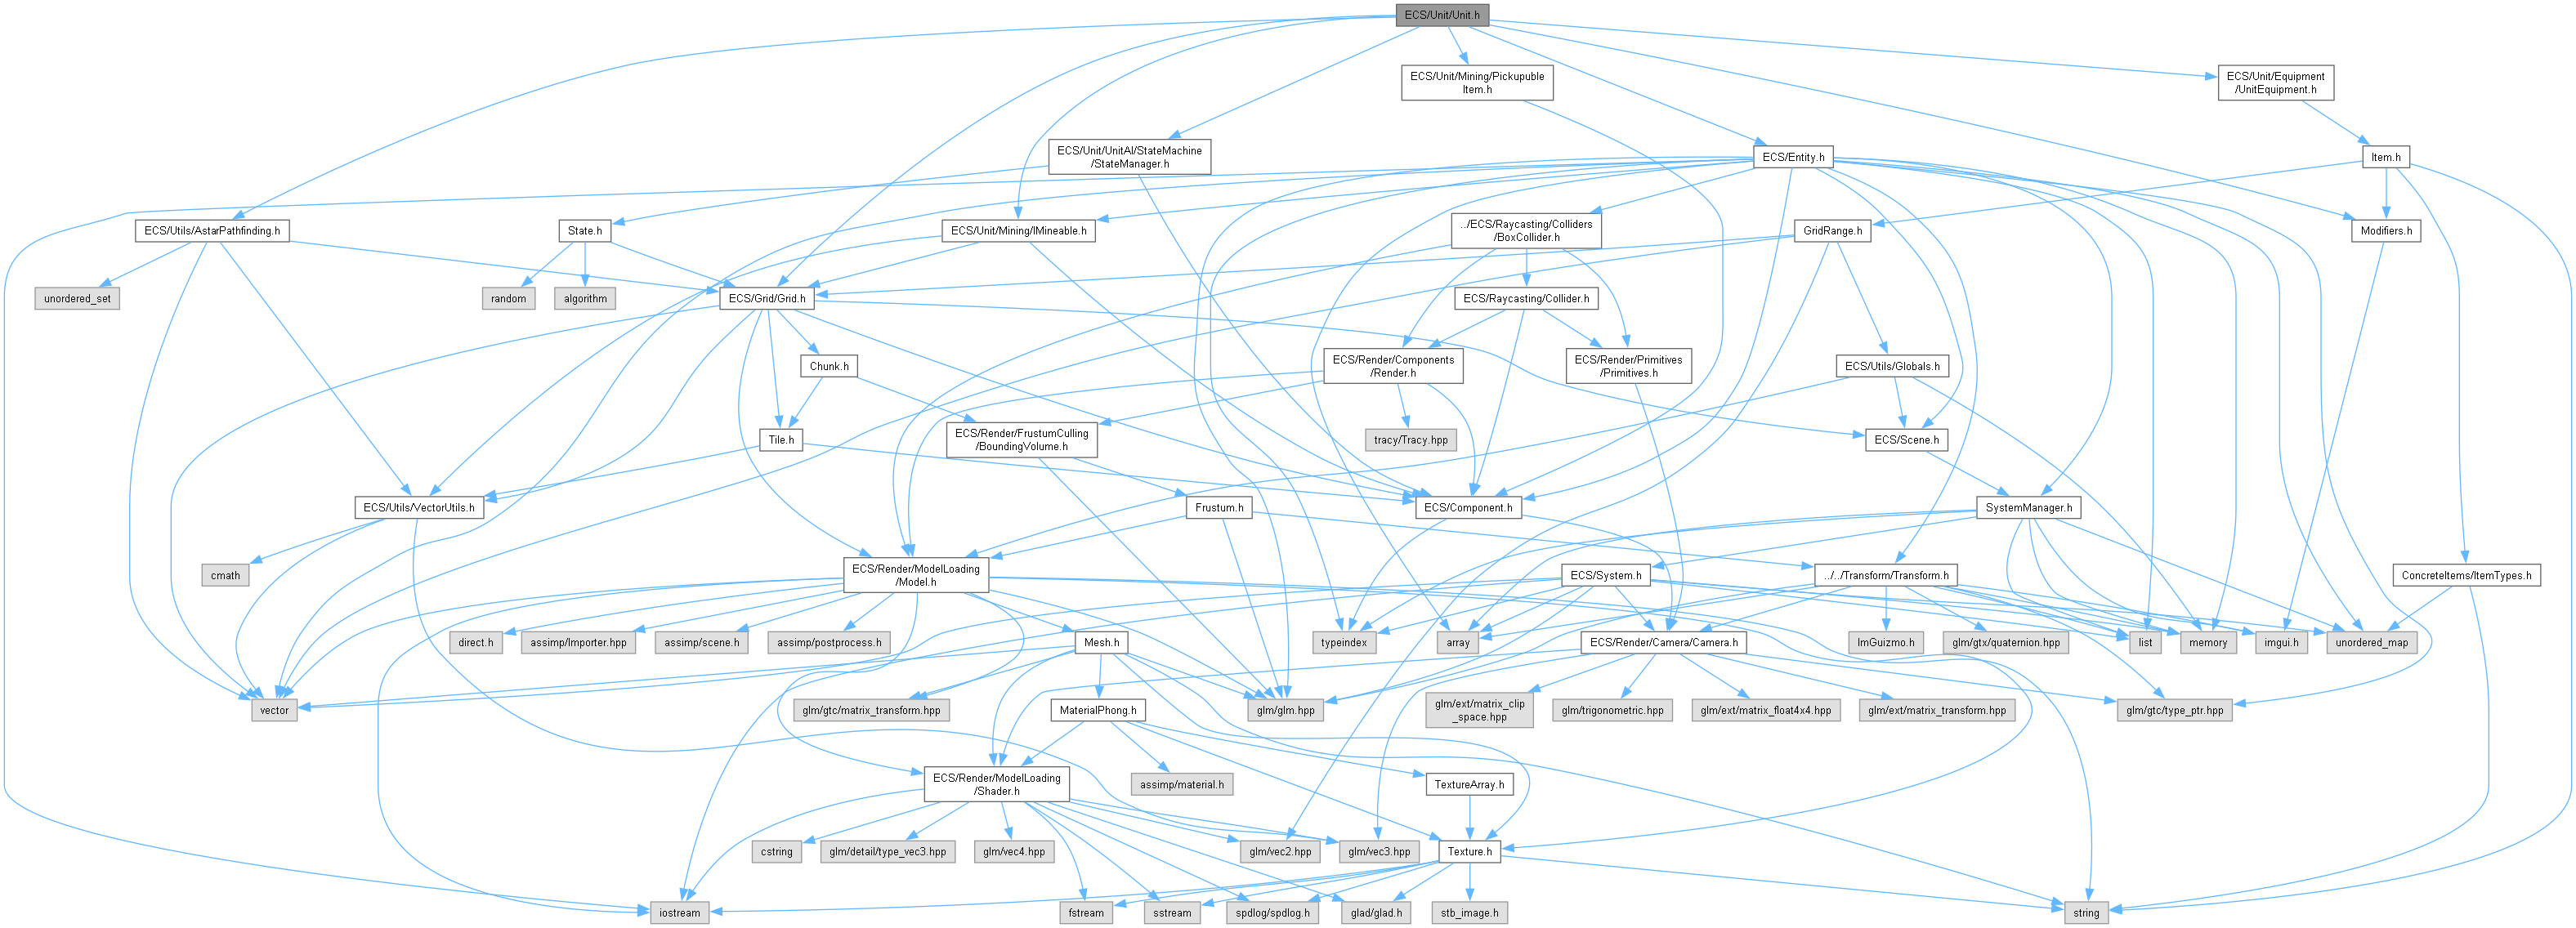 ECS/Unit/Unit.h
ECS/Unit/Mining/Pickupuble
Item.h
ECS/Unit/Equipment
/UnitEquipment.h
ECS/Unit/UnitAI/StateMachine
/StateManager.h
ECS/Entity.h
Item.h
ECS/Utils/AstarPathfinding.h
State.h
ECS/Unit/Mining/IMineable.h
../ECS/Raycasting/Colliders
/BoxCollider.h
GridRange.h
Modifiers.h
unordered_set
random
algorithm
ECS/Grid/Grid.h
ECS/Raycasting/Collider.h
Chunk.h
ECS/Render/Components
/Render.h
ECS/Render/Primitives
/Primitives.h
ECS/Utils/Globals.h
Tile.h
ECS/Render/FrustumCulling
/BoundingVolume.h
tracy/Tracy.hpp
ECS/Scene.h
ECS/Utils/VectorUtils.h
Frustum.h
ECS/Component.h
SystemManager.h
cmath
ECS/Render/ModelLoading
/Model.h
ECS/System.h
../../Transform/Transform.h
ConcreteItems/ItemTypes.h
direct.h
assimp/Importer.hpp
assimp/scene.h
assimp/postprocess.h
Mesh.h
typeindex
array
ECS/Render/Camera/Camera.h
ImGuizmo.h
glm/gtx/quaternion.hpp
list
memory
imgui.h
unordered_map
vector
glm/gtc/matrix_transform.hpp
MaterialPhong.h
glm/glm.hpp
glm/ext/matrix_clip
_space.hpp
glm/trigonometric.hpp
glm/ext/matrix_float4x4.hpp
glm/ext/matrix_transform.hpp
glm/gtc/type_ptr.hpp
ECS/Render/ModelLoading
/Shader.h
assimp/material.h
TextureArray.h
cstring
glm/detail/type_vec3.hpp
glm/vec4.hpp
glm/vec2.hpp
glm/vec3.hpp
Texture.h
iostream
fstream
sstream
spdlog/spdlog.h
glad/glad.h
stb_image.h
string